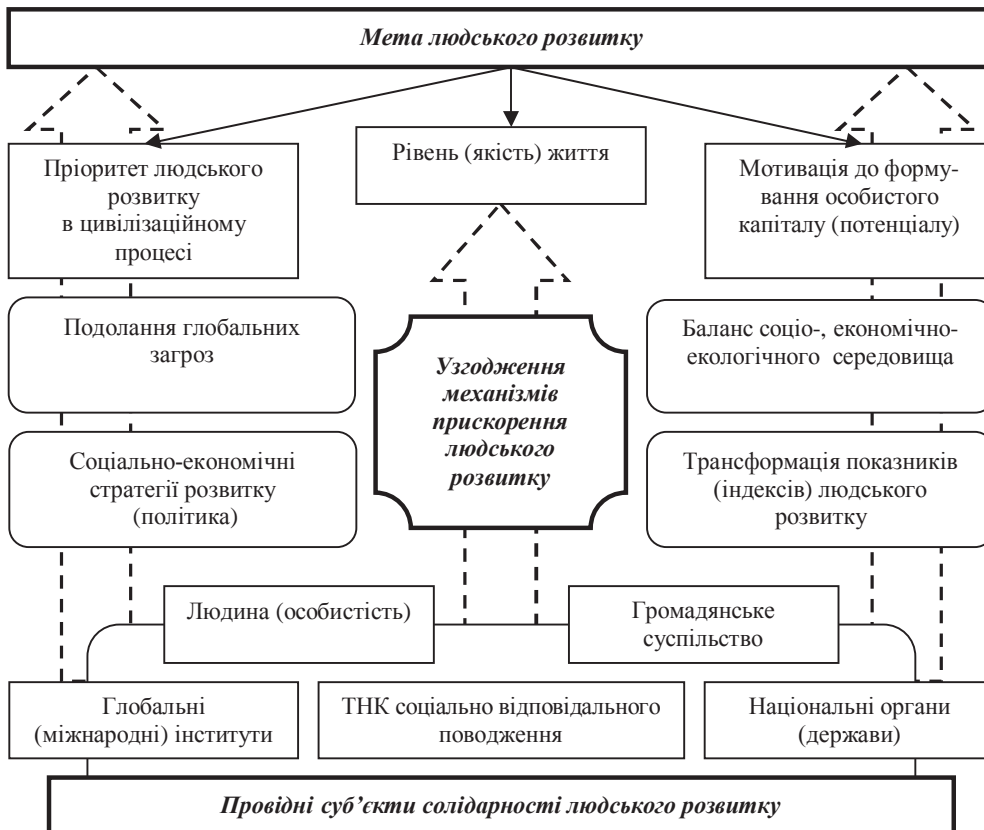 Мета людського розвитку
Пріоритет людського
розвитку
в цивілізаційному
процесі
Рівень (якість) життя
Мотивація до форму-
вання особистого
капіталу (потенціалу)
Подолання глобальних
загроз
Узгодження
механізмів
прискорення
людського
розвитку
Баланс соціо-, економічно-
екологічного середовища
Соціально-економічні
стратегії розвитку
(політика)
Трансформація показників
(індексів) людського
розвитку
Людина (особистість)
Громадянське
суспільство
Глобальні
(міжнародні) інститути
ТНК соціально відповідального
поводження
Національні органи
(держави)
Провідні суб’єкти солідарності людського розвитку